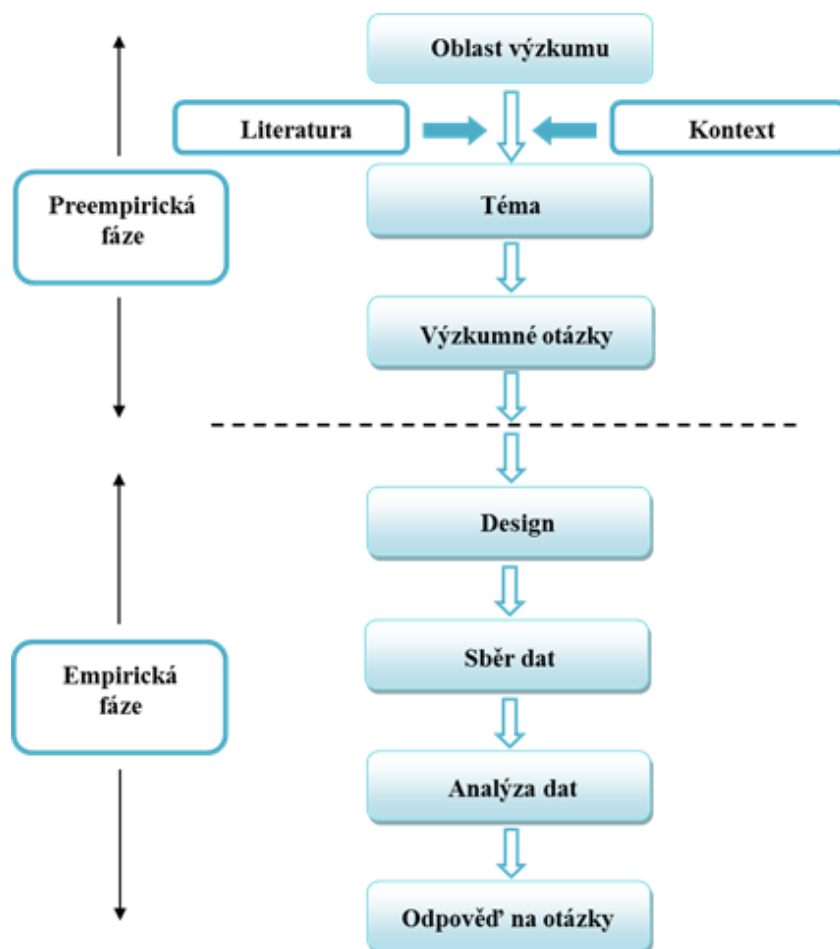 Oblast výzkumu
Literatura
Kontext
Preempirická
fáze
Téma
Výzkumné otázky
Design
Sběr dat
Empirická
fáze
Analýza dat
Odpověď na otázky